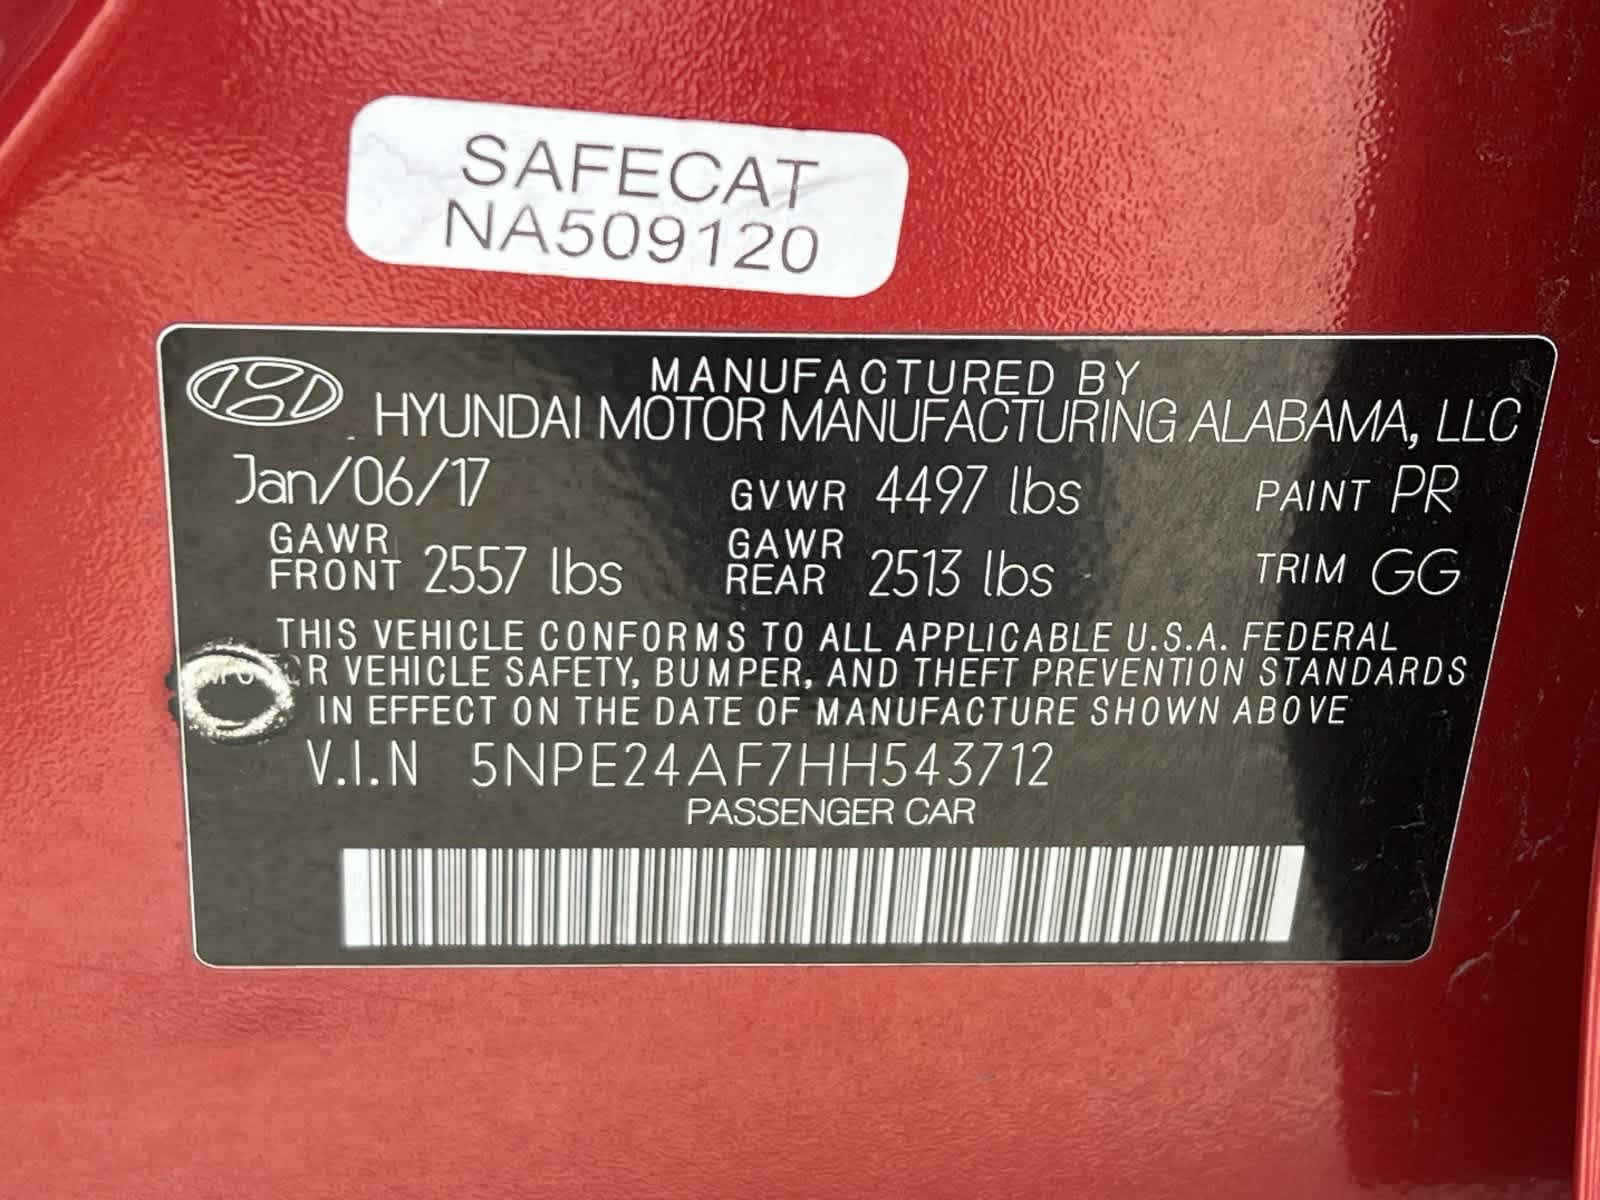 SAFECAT
NA509120
MANUFACTURED BY
HYUNDAI MOTOR MANUFACTURING ALABAMA, LLC
Jan/06/17 GVWR 4497 lbs PAINT PR
GAWR FRONT 2557 lbs GAWR REAR 2513 lbs TRIM GG
THIS VEHICLE CONFORMS TO ALL APPLICABLE U.S.A. FEDERAL
VEHICLE SAFETY, BUMPER, AND THEFT PREVENTION STANDARDS
IN EFFECT ON THE DATE OF MANUFACTURE SHOWN ABOVE
V.I.N 5NPE24AF7HH543712
PASSENGER CAR